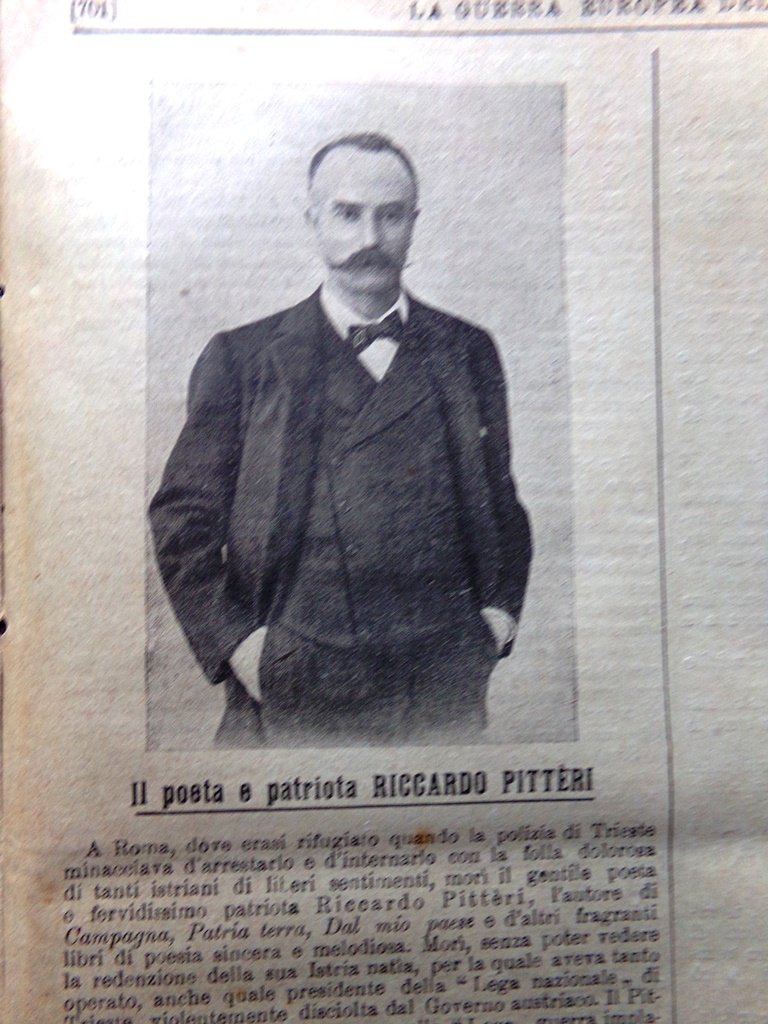 [701]
LA GUERRA EUROPEA DEL
Il poeta e patriota RICCARDO PITTÈRI
A Roma, dove erasi rifugiato quando la polizia di Trieste
minacciava d'arrestarlo e d'internarlo con la folla dolorosa
di tanti istriani di liberi sentimenti, morì il gentile poeta
e fervidissimo patriota Riccardo Pittèri, l'autore di
Campagna, Patria terra, Dal mio paese e d'altri fragranti
libri di poesia sincera e melodiosa. Morì, senza poter vedere
la redenzione della sua Istria natia, per la quale aveva tanto
operato, anche quale presidente della "Lega nazionale„ di
Trieste, violentemente disciolta dal Governo austriaco. Il Pit-
"Lega guerra impla-